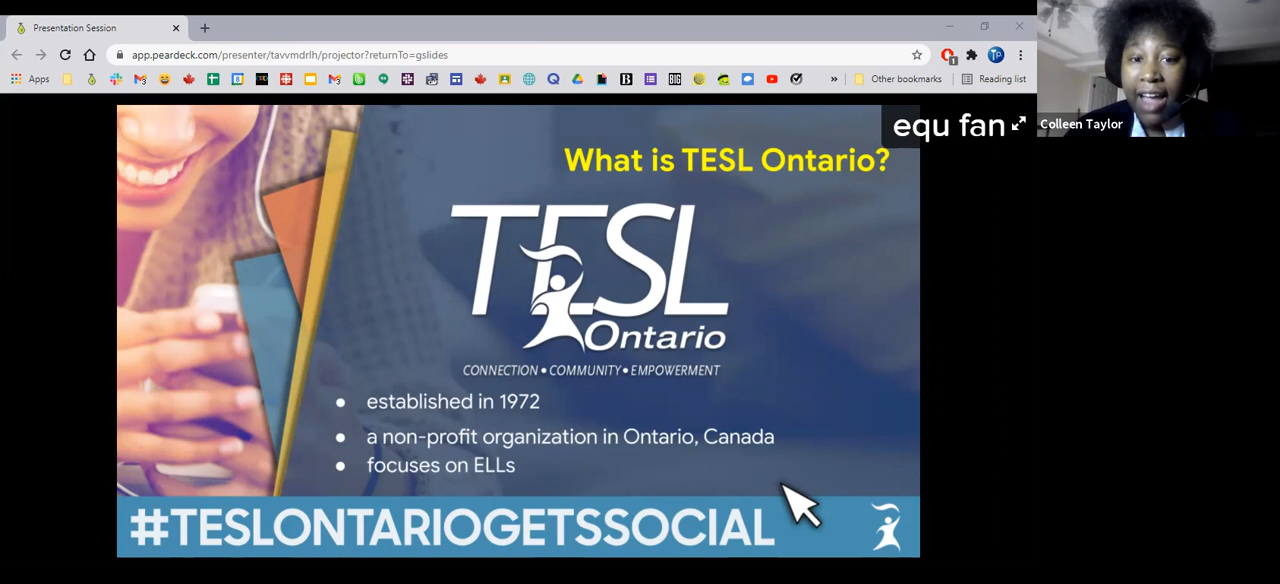 Presentation Session
app.peardeck.com/presenter/tavvmdrlh/projector?returnTo=gslides
Apps
Other bookmarks
Reading list
equ fan
Colleen Taylor
What is TESL Ontario?
TESL
Ontario
CONNECTION • COMMUNITY • EMPOWERMENT
• established in 1972
• a non-profit organization in Ontario, Canada
• focuses on ELLs
#TESLONTARIOGETSSOCIAL